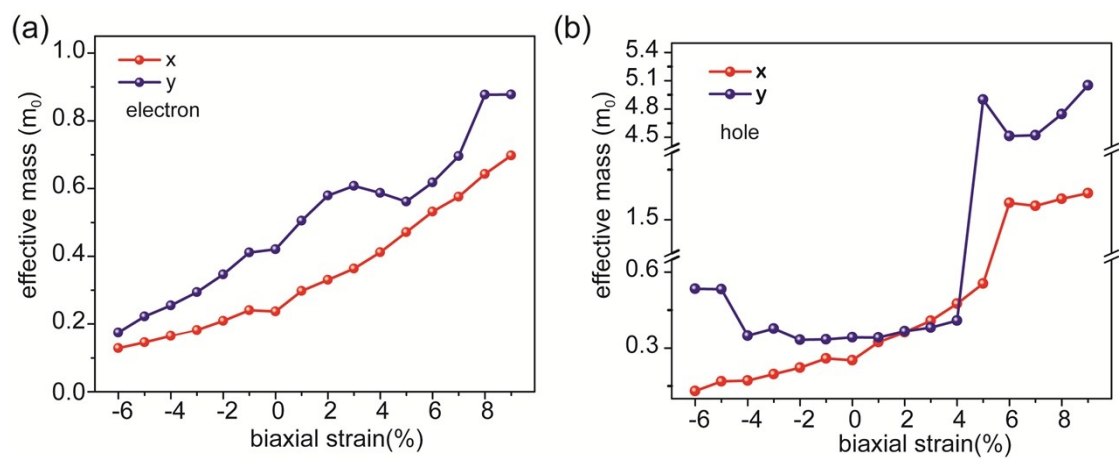 (a)
1.0
0.8
0.6
0.4
0.2
0.0
effective mass (m0)
x
y
electron
-6 -4 -2 0 2 4 6 8
biaxial strain(%)
(b)
5.4
5.1
4.8
4.5
1.5
0.6
0.3
effective mass (m0)
x
y
hole
-6 -4 -2 0 2 4 6 8
biaxial strain(%)